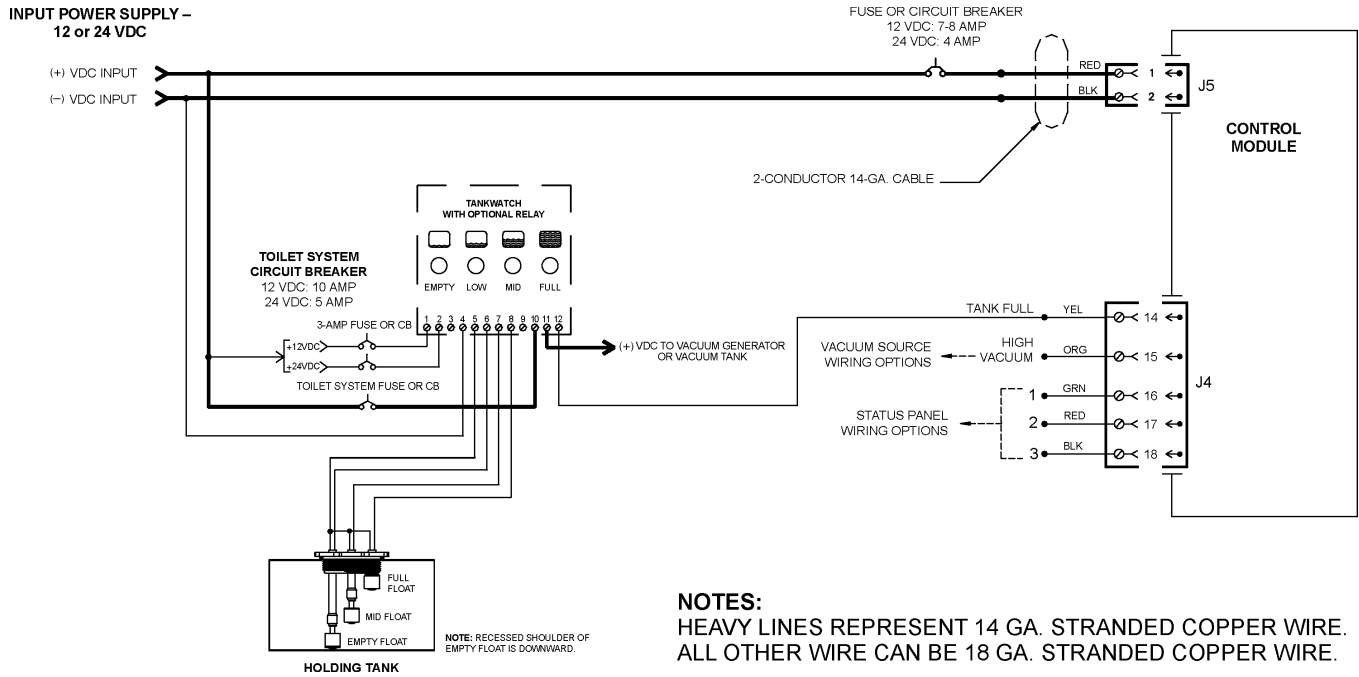 INPUT POWER SUPPLY –
12 or 24 VDC
(+) VDC INPUT
(–) VDC INPUT
FUSE OR CIRCUIT BREAKER
12 VDC: 7-8 AMP
24 VDC: 4 AMP
RED
1
BLK
2
J5
CONTROL
MODULE
2-CONDUCTOR 14-GA. CABLE
TANKWATCH
WITH OPTIONAL RELAY
EMPTY LOW MID FULL
1 2 3 4 5 6 7 8 9 10 11 12
TOILET SYSTEM
CIRCUIT BREAKER
12 VDC: 10 AMP
24 VDC: 5 AMP
3-AMP FUSE OR CB
+12VDC
+24VDC
TOILET SYSTEM FUSE OR CB
(+) VDC TO VACUUM GENERATOR
OR VACUUM TANK
TANK FULL
YEL
14
VACUUM SOURCE
WIRING OPTIONS
HIGH
VACUUM
ORG
15
J4
STATUS PANEL
WIRING OPTIONS
1
GRN
16
2
RED
17
3
BLK
18
FULL
FLOAT
MID FLOAT
EMPTY FLOAT
HOLDING TANK
NOTE: RECESSED SHOULDER OF
EMPTY FLOAT IS DOWNWARD.
NOTES:
HEAVY LINES REPRESENT 14 GA. STRANDED COPPER WIRE.
ALL OTHER WIRE CAN BE 18 GA. STRANDED COPPER WIRE.